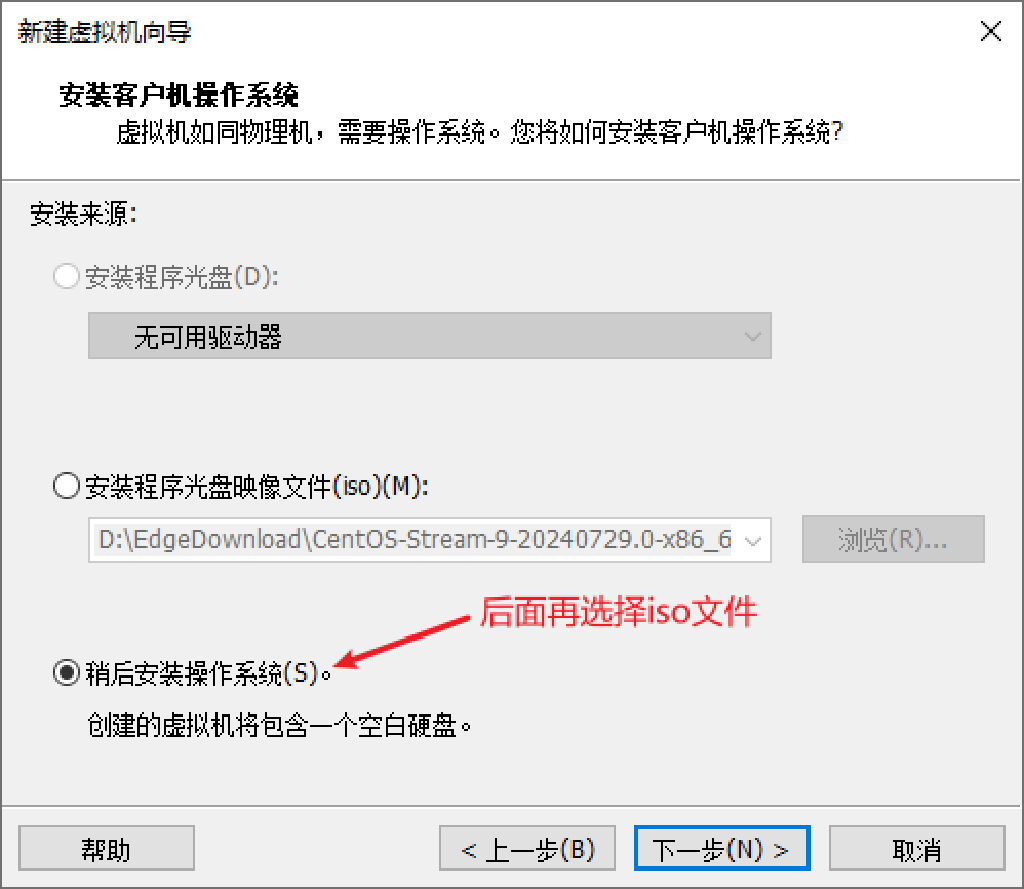 新建虚拟机向导
安装客户机操作系统
虚拟机如同物理机，需要操作系统。您将如何安装客户机操作系统?
安装来源:
安装程序光盘(D):
无可用驱动器
安装程序光盘映像文件(iso)(M):
D:\EdgeDownload\CentOS-Stream-9-20240729.0-x86_6
浏览(R)...
后面再选择iso文件
稍后安装操作系统(S)。
创建的虚拟机将包含一个空白硬盘。
帮助
< 上一步(B)
下一步(N) >
取消